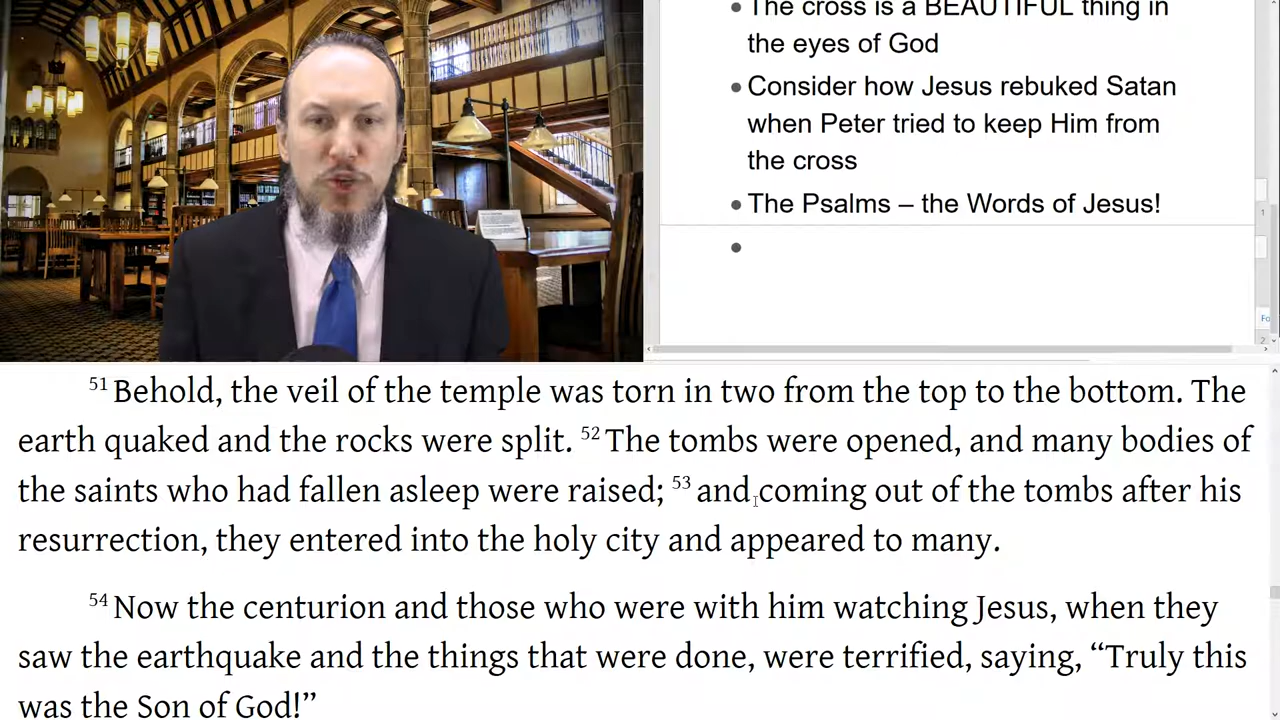 The cross is a BEAUTIFUL thing in
the eyes of God
Consider how Jesus rebuked Satan
when Peter tried to keep Him from
the cross
The Psalms – the Words of Jesus!
1
Fo
2
51 Behold, the veil of the temple was torn in two from the top to the bottom. The
earth quaked and the rocks were split. 52 The tombs were opened, and many bodies of
the saints who had fallen asleep were raised; 53 and coming out of the tombs after his
resurrection, they entered into the holy city and appeared to many.
54 Now the centurion and those who were with him watching Jesus, when they
saw the earthquake and the things that were done, were terrified, saying, “Truly this
was the Son of God!”